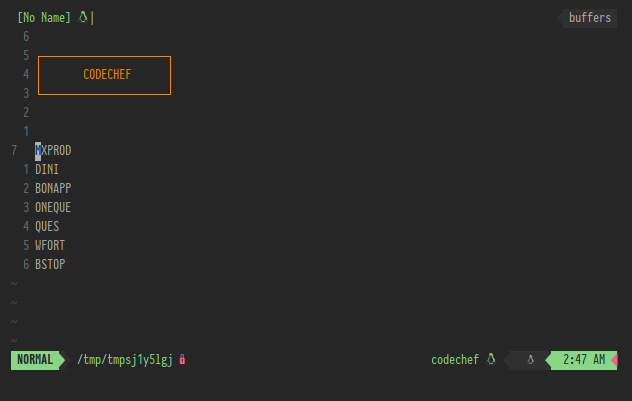 [No Name] | buffers
6
5
4 CODECHEF
3
2
1
7 MXPROD
1 DINI
2 BONAPP
3 ONEQUE
4 QUES
5 WFORT
6 BSTOP
~
~
~
~
NORMAL /tmp/tmpsj1y5lgj codechef 2:47 AM